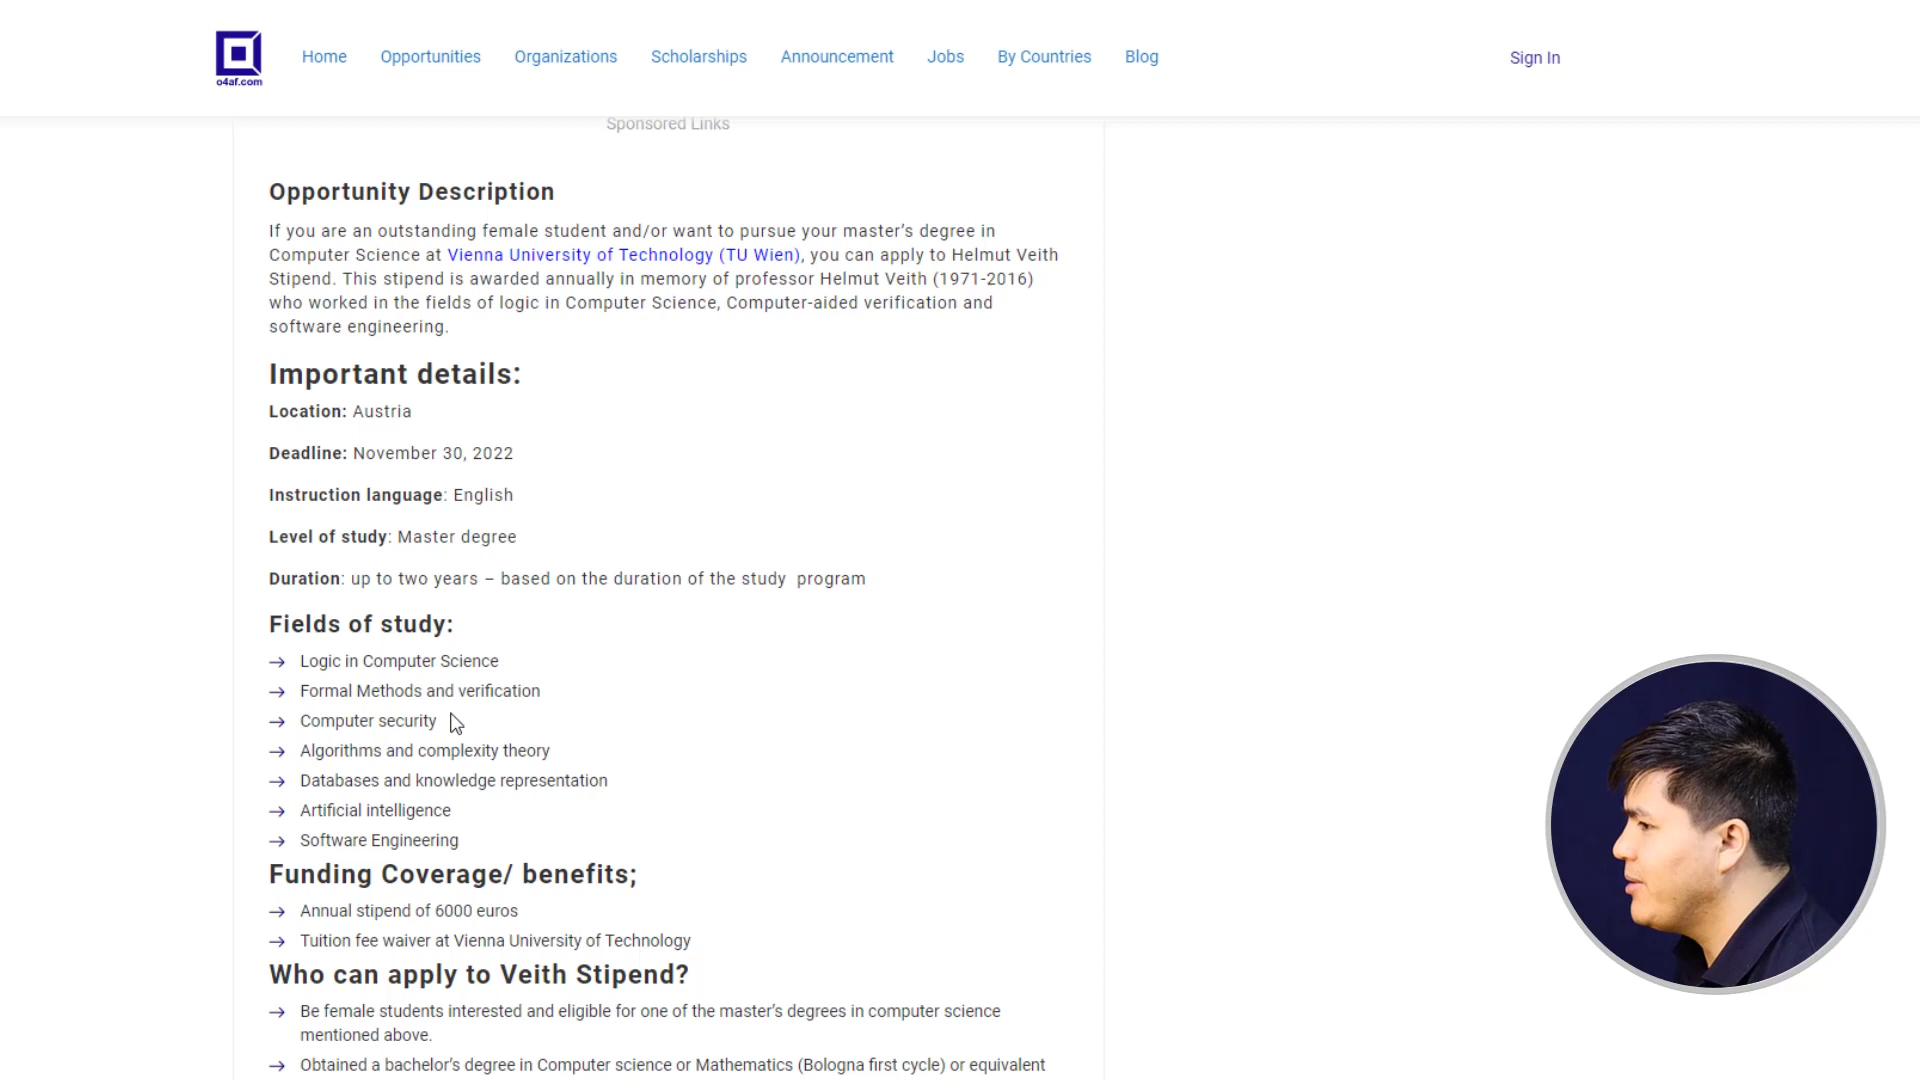 Home Opportunities Organizations Scholarships Announcement Jobs By Countries Blog Sign In
o4af.com
Sponsored Links
Opportunity Description
If you are an outstanding female student and/or want to pursue your master’s degree in
Computer Science at Vienna University of Technology (TU Wien), you can apply to Helmut Veith
Stipend. This stipend is awarded annually in memory of professor Helmut Veith (1971-2016)
who worked in the fields of logic in Computer Science, Computer-aided verification and
software engineering.
Important details:
Location: Austria
Deadline: November 30, 2022
Instruction language: English
Level of study: Master degree
Duration: up to two years – based on the duration of the study program
Fields of study:
→ Logic in Computer Science
→ Formal Methods and verification
→ Computer security
→ Algorithms and complexity theory
→ Databases and knowledge representation
→ Artificial intelligence
→ Software Engineering
Funding Coverage/ benefits;
→ Annual stipend of 6000 euros
→ Tuition fee waiver at Vienna University of Technology
Who can apply to Veith Stipend?
→ Be female students interested and eligible for one of the master’s degrees in computer science
mentioned above.
→ Obtained a bachelor’s degree in Computer science or Mathematics (Bologna first cycle) or equivalent